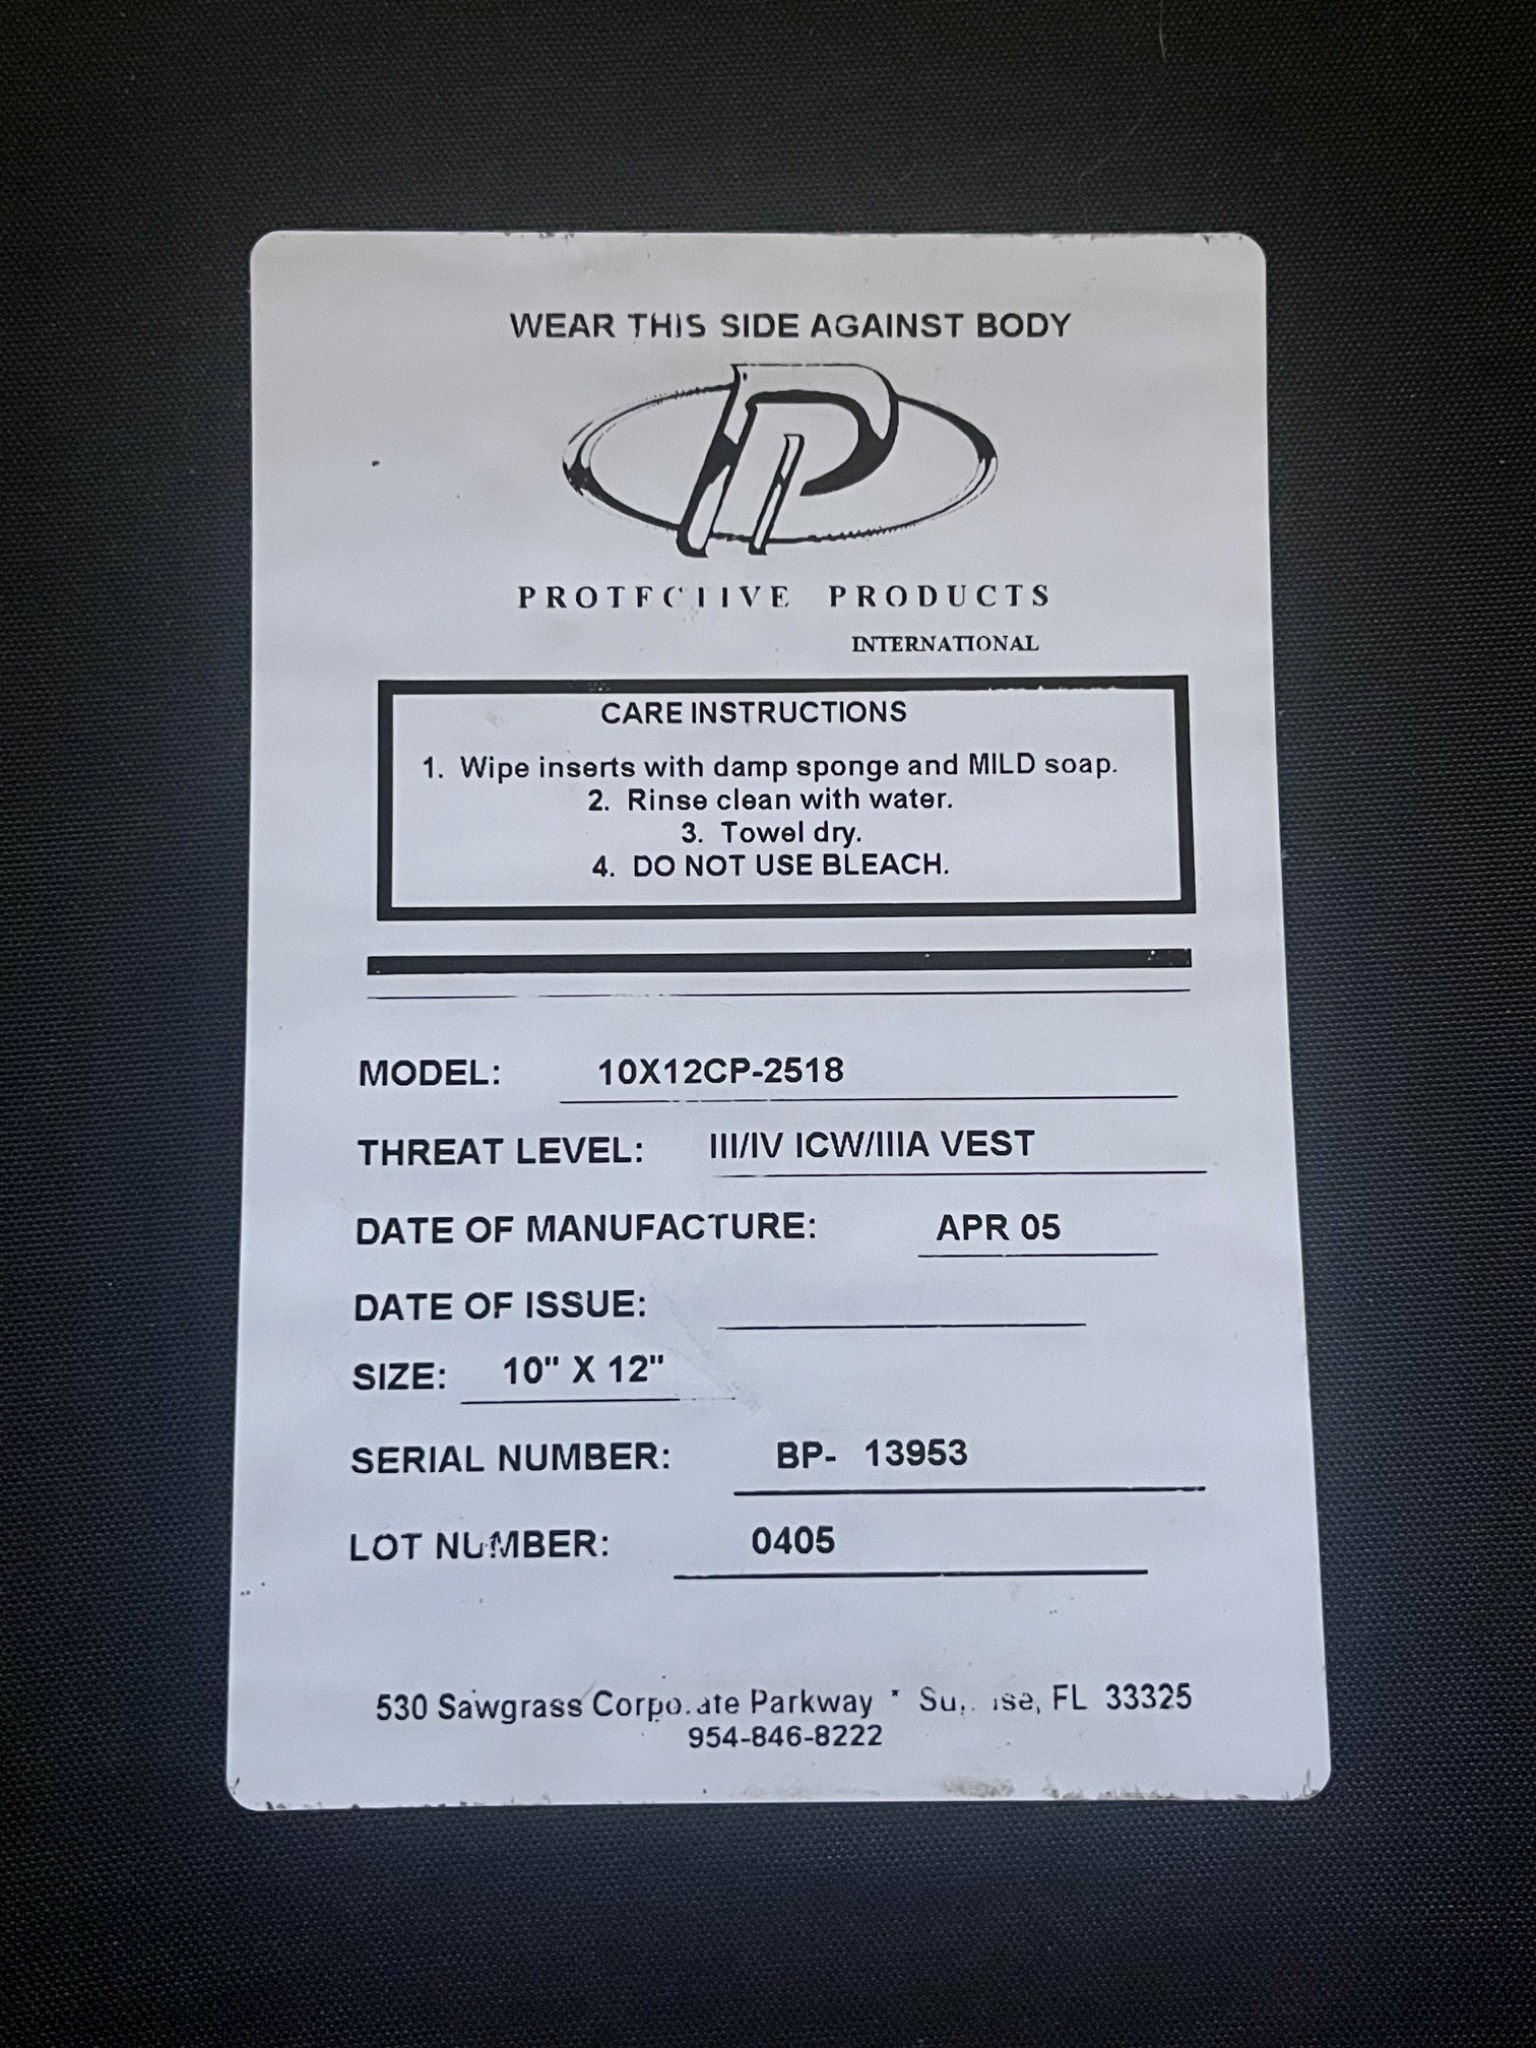 WEAR THIS SIDE AGAINST BODY
PROTECTIVE PRODUCTS
INTERNATIONAL
CARE INSTRUCTIONS
1. Wipe inserts with damp sponge and MILD soap.
2. Rinse clean with water.
3. Towel dry.
4. DO NOT USE BLEACH.
MODEL: 10X12CP-2518
THREAT LEVEL: III/IV ICW/IIIA VEST
DATE OF MANUFACTURE: APR 05
DATE OF ISSUE:
SIZE: 10" X 12"
SERIAL NUMBER: BP- 13953
LOT NUMBER: 0405
530 Sawgrass Corporate Parkway * Sunrise, FL 33325
954-846-8222